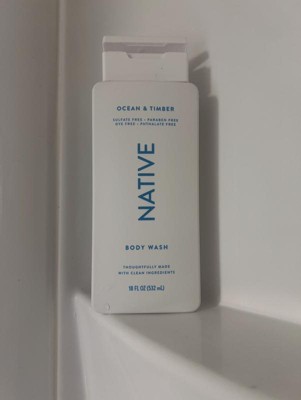 OCEAN & TIMBER
SULFATE FREE • PARABEN FREE
DYE FREE • PHTHALATE FREE
NATIVE
BODY WASH
THOUGHTFULLY MADE
WITH CLEAN INGREDIENTS
18 FL OZ (532 mL)